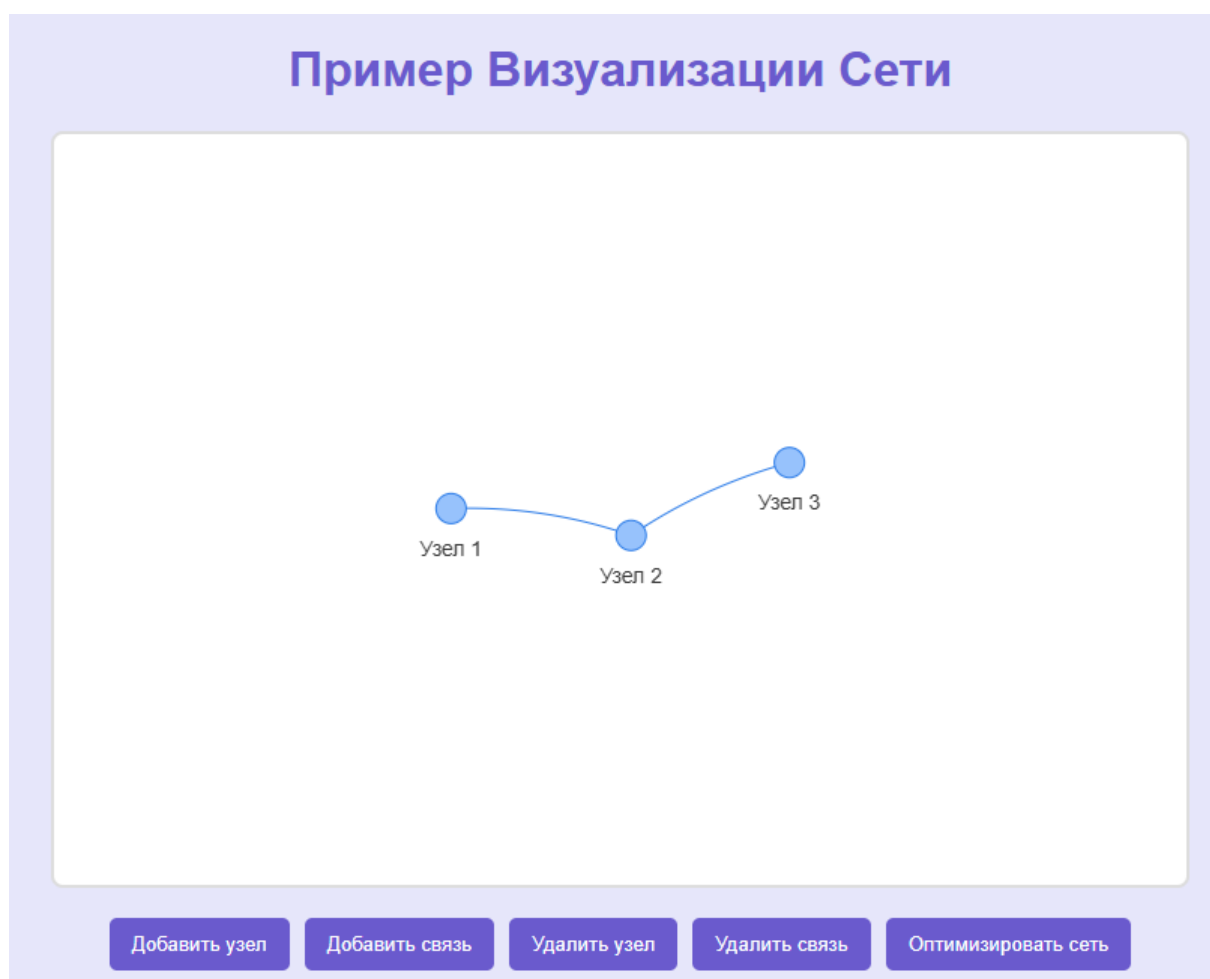 Пример Визуализации Сети
Узел 3
Узел 1
Узел 2
Добавить узел
Добавить связь
Удалить узел
Удалить связь
Оптимизировать сеть